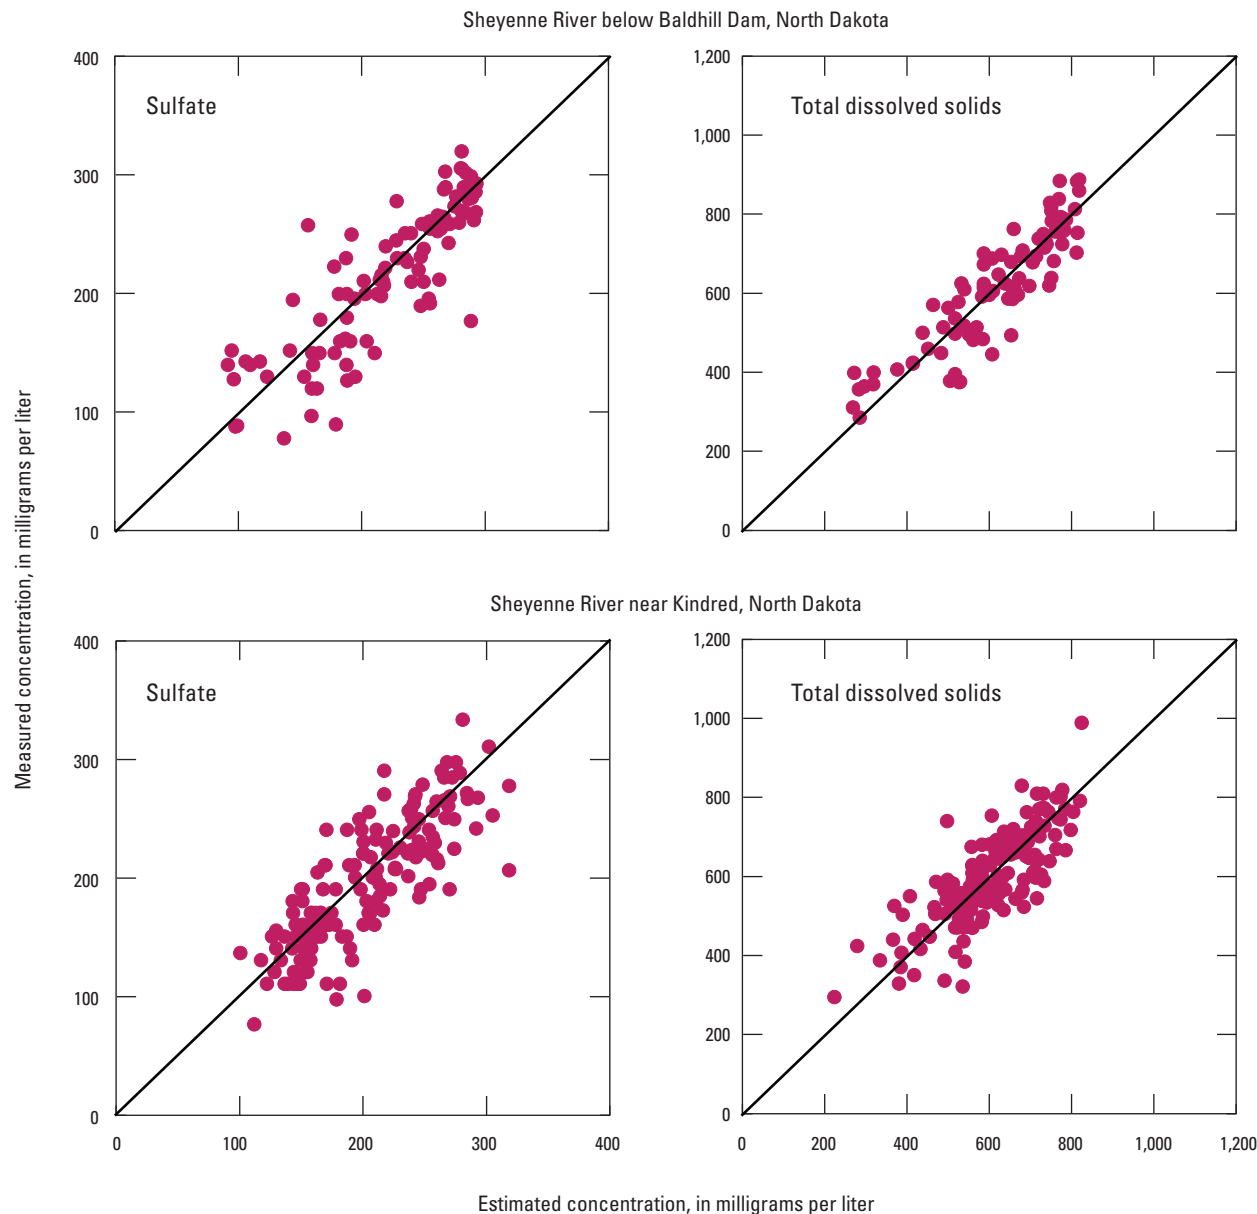 Sheyenne River below Baldhill Dam, North Dakota
400
300
200
100
0
Sulfate
1,200
1,000
800
600
400
200
0
Total dissolved solids
Measured concentration, in milligrams per liter
Sheyenne River near Kindred, North Dakota
400
300
200
100
0
Sulfate
0 100 200 300 400
1,200
1,000
800
600
400
200
0
Total dissolved solids
0 200 400 600 800 1,000 1,200
Estimated concentration, in milligrams per liter